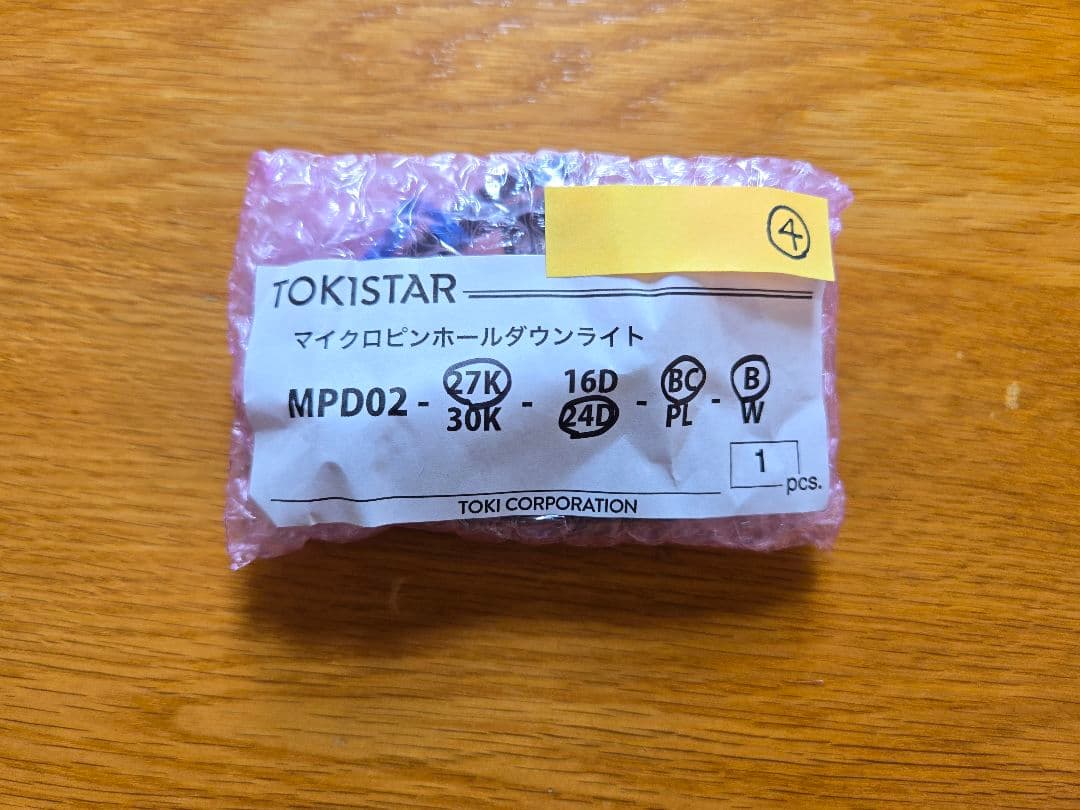 ④
TOKISTAR
マイクロピンホールダウンライト
MPD02 - 27K - 16D - BC - B
30K 24D PL W
1 pcs.
TOKI CORPORATION